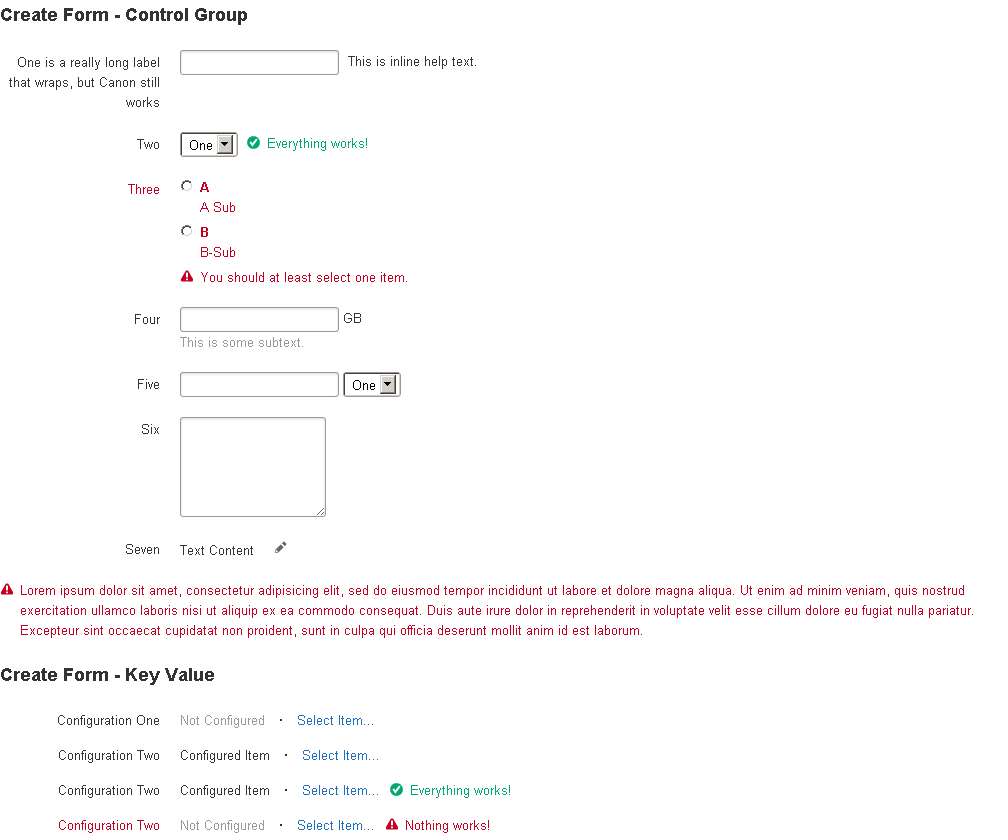 Create Form - Control Group
One is a really long label
that wraps, but Canon still
works
This is inline help text.
Two One Everything works!
Three A
A Sub
B
B-Sub
You should at least select one item.
Four GB
This is some subtext.
Five One
Six
Seven Text Content
Lorem ipsum dolor sit amet, consectetur adipisicing elit, sed do eiusmod tempor incididunt ut labore et dolore magna aliqua. Ut enim ad minim veniam, quis nostrud
exercitation ullamco laboris nisi ut aliquip ex ea commodo consequat. Duis aute irure dolor in reprehenderit in voluptate velit esse cillum dolore eu fugiat nulla pariatur.
Excepteur sint occaecat cupidatat non proident, sunt in culpa qui officia deserunt mollit anim id est laborum.
Create Form - Key Value
Configuration One Not Configured · Select Item...
Configuration Two Configured Item · Select Item...
Configuration Two Configured Item · Select Item... Everything works!
Configuration Two Not Configured · Select Item... Nothing works!